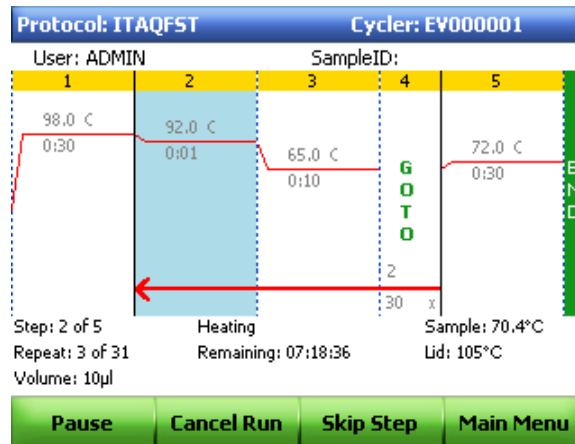 Protocol: ITAQFST Cycler: EV000001
User: ADMIN SampleID:
1 2 3 4 5
98.0 C 92.0 C 65.0 C 72.0 C
0:30 0:01 0:10 0:30
GOTO
END
2
30 x
Step: 2 of 5 Heating Sample: 70.4°C
Repeat: 3 of 31 Remaining: 07:18:36 Lid: 105°C
Volume: 10µl
Pause Cancel Run Skip Step Main Menu